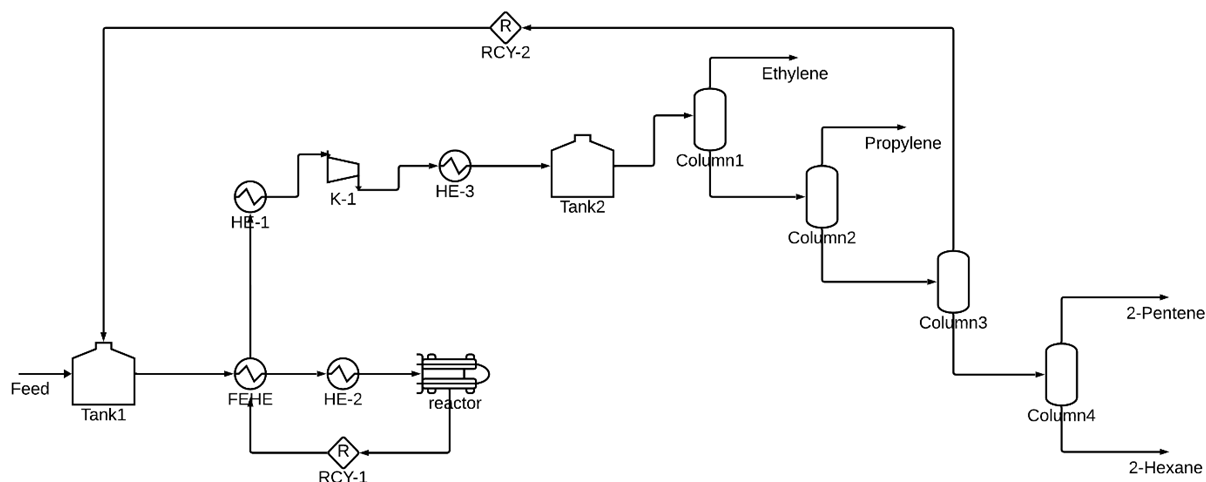 R
RCY-2
Ethylene
Propylene
Column1
K-1
HE-3
HE-1
Tank2
Column2
2-Pentene
Column3
Feed
Tank1
FEHE
HE-2
reactor
Column4
R
RCY-1
2-Hexane